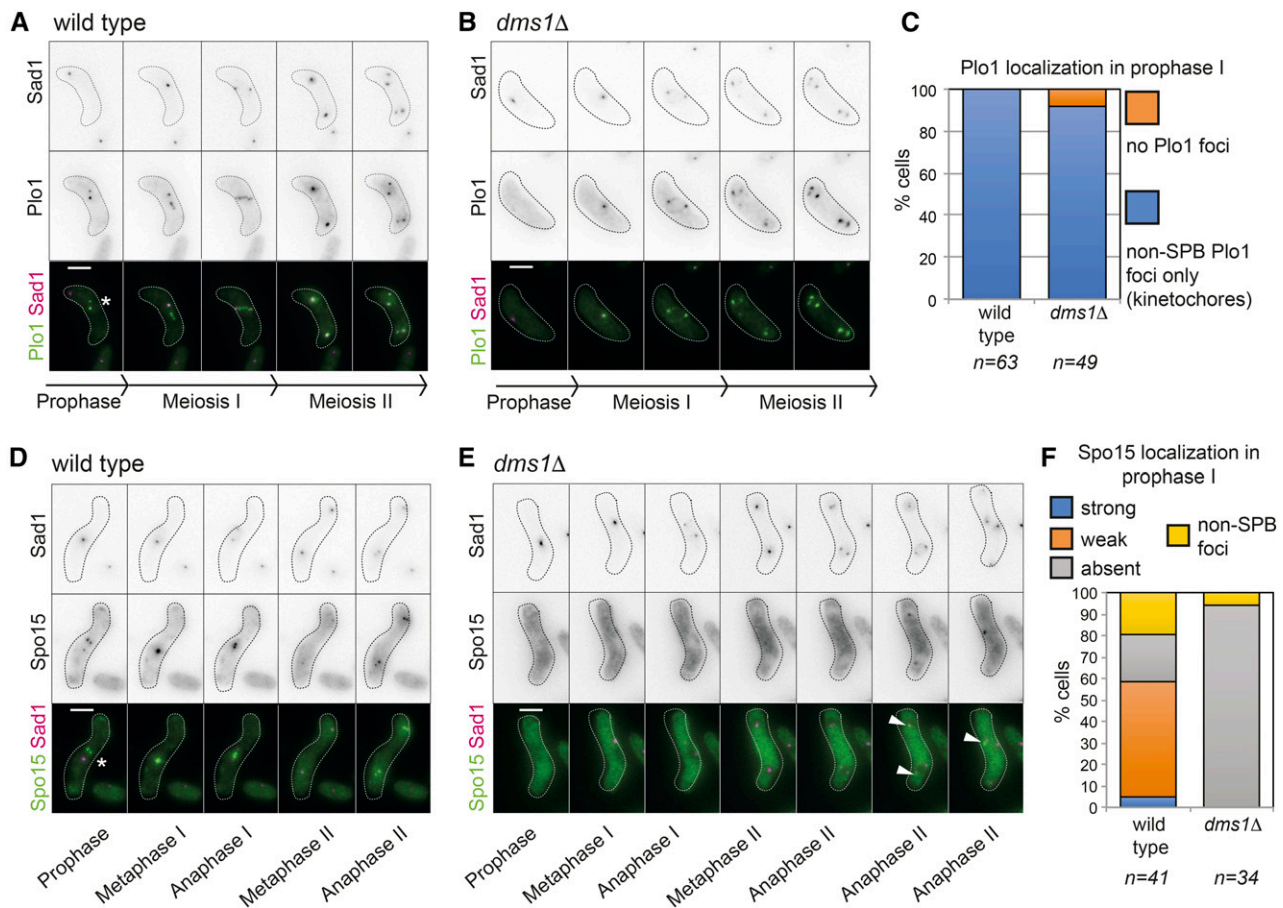 A wild type
Sad1
Plo1
Plo1 Sad1
*
Prophase Meiosis I Meiosis II
B dms1Δ
Sad1
Plo1
Plo1 Sad1
Prophase Meiosis I Meiosis II
C
Plo1 localization in prophase I
% cells
100
80
60
40
20
0
wild type
dms1Δ
n=63
n=49
no Plo1 foci
non-SPB Plo1
foci only
(kinetochores)
D wild type
Sad1
Spo15
Spo15 Sad1
*
Prophase
Metaphase I
Anaphase I
Metaphase II
Anaphase II
E dms1Δ
Sad1
Spo15
Spo15 Sad1
Prophase
Metaphase I
Anaphase I
Metaphase II
Anaphase II
Anaphase II
Anaphase II
F Spo15 localization in
prophase I
strong
weak
absent
non-SPB
foci
% cells
100
90
80
70
60
50
40
30
20
10
0
wild
type
dms1Δ
n=41
n=34